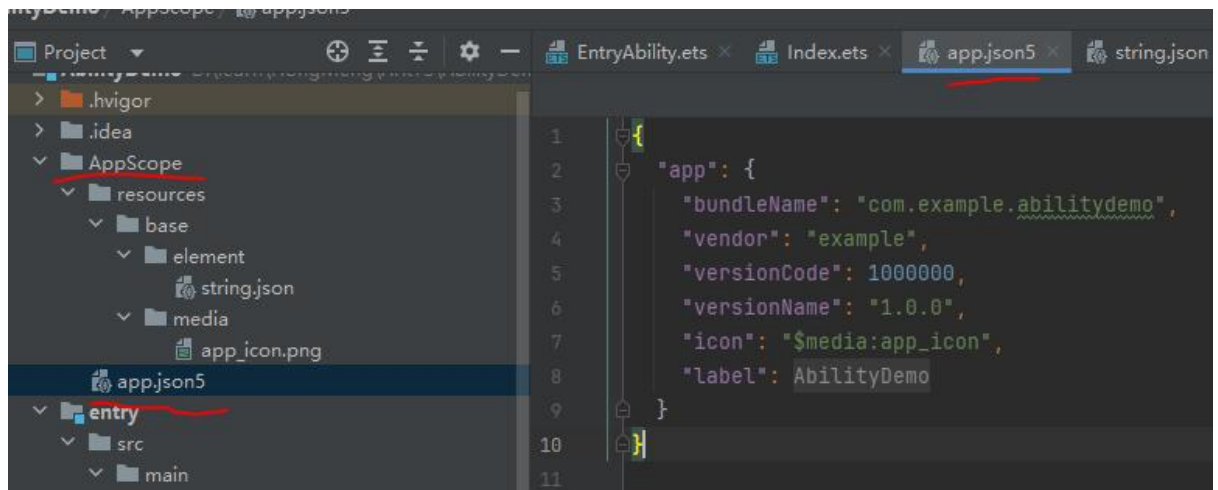 Project
EntryAbility.ets
Index.ets
app.json5
string.json
.hvigor
.idea
AppScope
resources
base
element
string.json
media
app_icon.png
app.json5
entry
src
main
1 {
2 "app": {
3 "bundleName": "com.example.abilitydemo",
4 "vendor": "example",
5 "versionCode": 1000000,
6 "versionName": "1.0.0",
7 "icon": "$media:app_icon",
8 "label": AbilityDemo
9 }
10 }
11